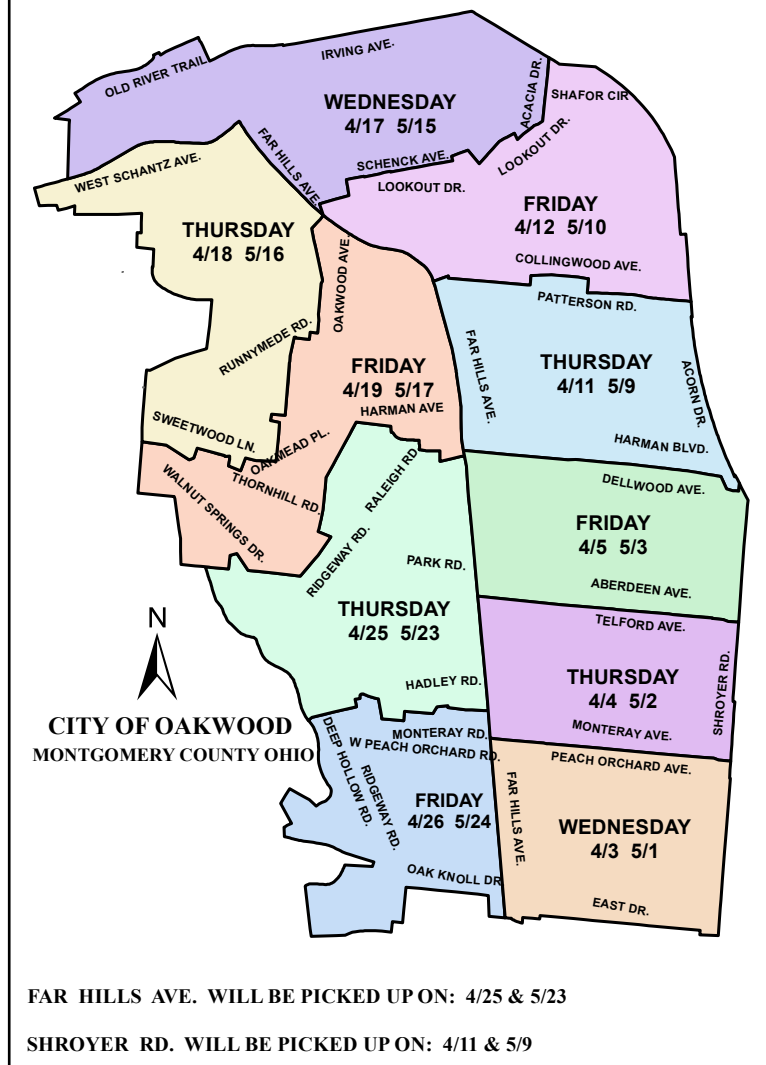 IRVING AVE.
OLD RIVER TRAIL
ACACIA DR.
SHAFOR CIR
WEDNESDAY
4/17 5/15
LOOKOUT DR.
FAR HILLS AVE.
SCHENCK AVE.
WEST SCHANTZ AVE.
LOOKOUT DR.
FRIDAY
4/12 5/10
THURSDAY
4/18 5/16
OAKWOOD AVE.
COLLINGWOOD AVE.
PATTERSON RD.
RUNNYMEDE RD.
FAR HILLS AVE.
THURSDAY
4/11 5/9
ACORN DR.
FRIDAY
4/19 5/17
HARMAN AVE
SWEETWOOD LN.
OAKMEAD PL.
HARMAN BLVD.
RALEIGH RD.
THORNHILL RD.
WALNUT SPRINGS DR.
DELLWOOD AVE.
FRIDAY
4/5 5/3
RIDGEWAY RD.
PARK RD.
ABERDEEN AVE.
THURSDAY
4/25 5/23
TELFORD AVE.
N
THURSDAY
4/4 5/2
SHROYER RD.
HADLEY RD.
CITY OF OAKWOOD
MONTGOMERY COUNTY OHIO
MONTERAY RD.
MONTERAY AVE.
W PEACH ORCHARD RD.
PEACH ORCHARD AVE.
DEEP HOLLOW RD.
RIDGEWAY RD.
FRIDAY
4/26 5/24
FAR HILLS AVE.
WEDNESDAY
4/3 5/1
OAK KNOLL DR
EAST DR.
FAR HILLS AVE. WILL BE PICKED UP ON: 4/25 & 5/23
SHROYER RD. WILL BE PICKED UP ON: 4/11 & 5/9